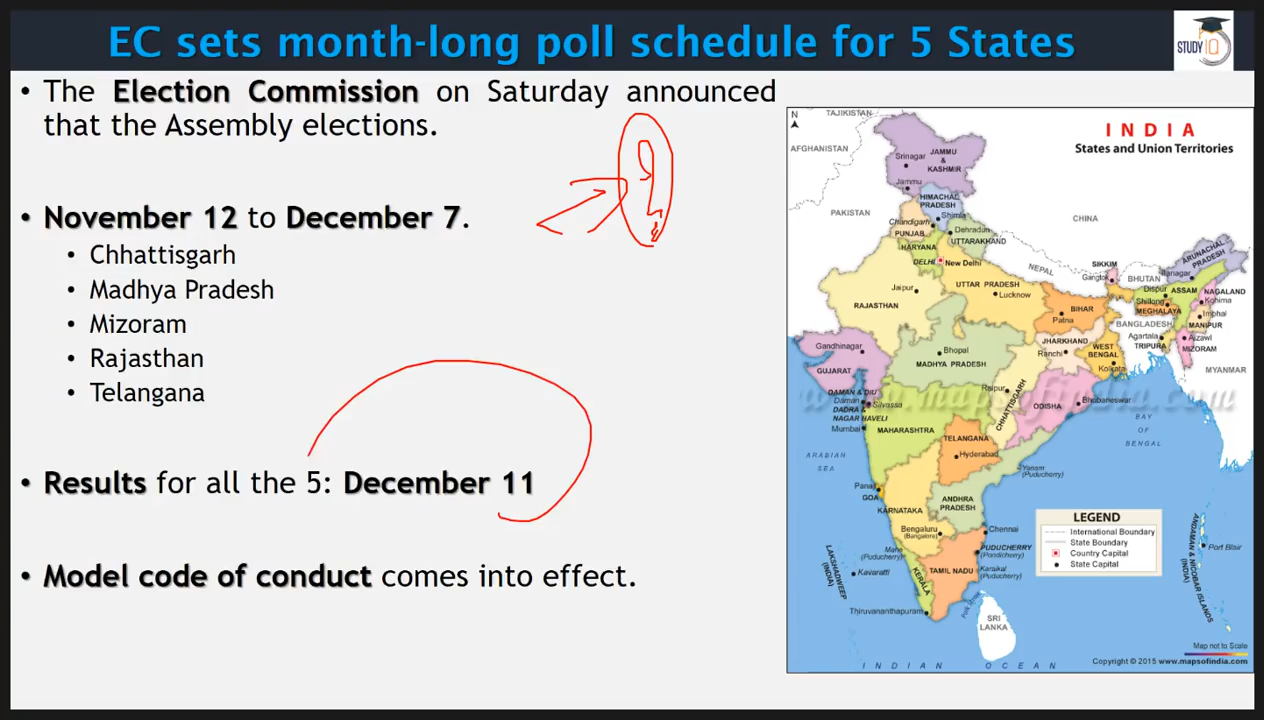 EC sets month-long poll schedule for 5 States
STUDY IQ
• The Election Commission on Saturday announced
that the Assembly elections.
• November 12 to December 7.
• Chhattisgarh
• Madhya Pradesh
• Mizoram
• Rajasthan
• Telangana
• Results for all the 5: December 11
• Model code of conduct comes into effect.
N
INDIA
States and Union Territories
TAJIKISTAN
AFGHANISTAN
PAKISTAN
CHINA
NEPAL
BHUTAN
BANGLADESH
MYANMAR
JAMMU
&
KASHMIR
Srinagar
Jammu
HIMACHAL
PRADESH
Shimla
Chandigarh
PUNJAB
Dehradun
UTTARAKHAND
HARYANA
DELHI
New Delhi
RAJASTHAN
Jaipur
UTTAR PRADESH
Lucknow
BIHAR
Patna
SIKKIM
Gangtok
ARUNACHAL
PRADESH
Itanagar
Dispur
ASSAM
NAGALAND
Kohima
Shillong
MEGHALAYA
Imphal
MANIPUR
Agartala
TRIPURA
Aizawl
MIZORAM
GUJARAT
Gandhinagar
MADHYA PRADESH
Bhopal
JHARKHAND
Ranchi
WEST
BENGAL
Kolkata
CHHATTISGARH
Raipur
ODISHA
Bhubaneswar
DAMAN & DIU
Daman
Silvassa
DADRA &
NAGAR HAVELI
Mumbai
MAHARASHTRA
TELANGANA
Hyderabad
www.mapsofindia.com
BAY
OF
BENGAL
ARABIAN
SEA
Yanam
(Puducherry)
Panaji
GOA
KARNATAKA
ANDHRA
PRADESH
Bengaluru
(Bangalore)
Chennai
Mahe
(Puducherry)
PUDUCHERRY
(Pondicherry)
Karaikal
(Puducherry)
TAMIL NADU
KERALA
LAKSHADWEEP
(INDIA)
Kavaratti
Thiruvananthapuram
Palk Strait
SRI
LANKA
ANDAMAN AND NICOBAR ISLANDS
(INDIA)
Port Blair
LEGEND
International Boundary
State Boundary
Country Capital
State Capital
INDIAN OCEAN
Map not to Scale
Copyright © 2015 www.mapsofindia.com